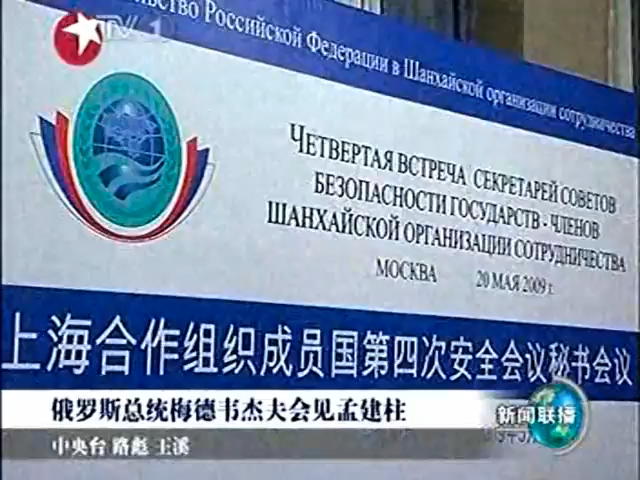 TV-1
льство Российской Федерации в Шанхайской организации сотрудничества
ЧЕТВЕРТАЯ ВСТРЕЧА СЕКРЕТАРЕЙ СОВЕТОВ
БЕЗОПАСНОСТИ ГОСУДАРСТВ - ЧЛЕНОВ
ШАНХАЙСКОЙ ОРГАНИЗАЦИИ СОТРУДНИЧЕСТВА
МОСКВА 20 МАЯ 2009 г.
上海合作组织成员国第四次安全会议秘书会议
俄罗斯总统梅德韦杰夫会见孟建柱
新闻联播
中央台 路彪 王溪